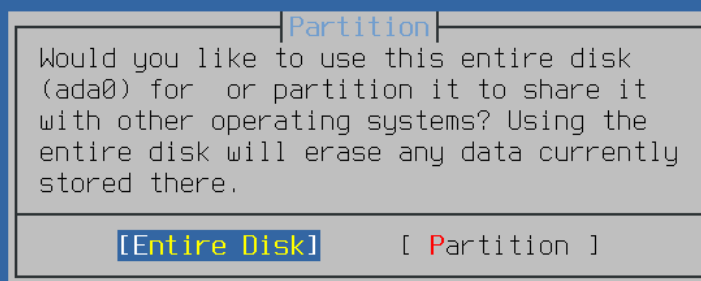 Partition
Would you like to use this entire disk
(ada0) for  or partition it to share it
with other operating systems? Using the
entire disk will erase any data currently
stored there.
[Entire Disk] [ Partition ]